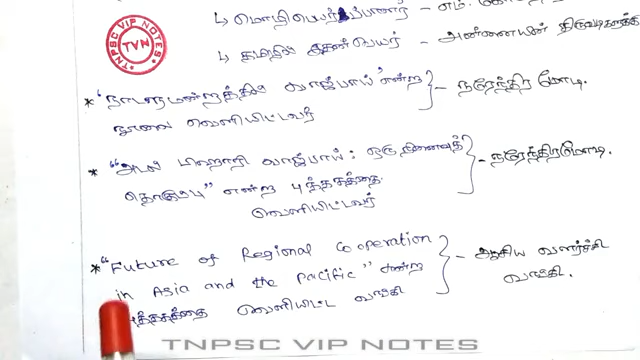 ↳ மொழிபெயர்ப்பாளர் - எம்.
↳ தமிழில் இதன் பெயர் - அன்னையின் திருவடிகளுக்கு
TNPSC VIP NOTES
TVN
* "நாடாளுமன்றத்தில் வாஜ்பாய்" என்ற நூலை வெளியிட்டவர் - நரேந்திர மோடி.
* "அடல் பிஹாரி வாஜ்பாய் : ஒரு நினைவுத் - நரேந்திர மோடி.
தொகுப்பு" என்ற புத்தகத்தை
வெளியிட்டவர்
* "Future of Regional Cooperation - ஆசிய வளர்ச்சி
in Asia and the Pacific" என்ற வங்கி.
புத்தகத்தை வெளியிட்ட வங்கி
TNPSC VIP NOTES